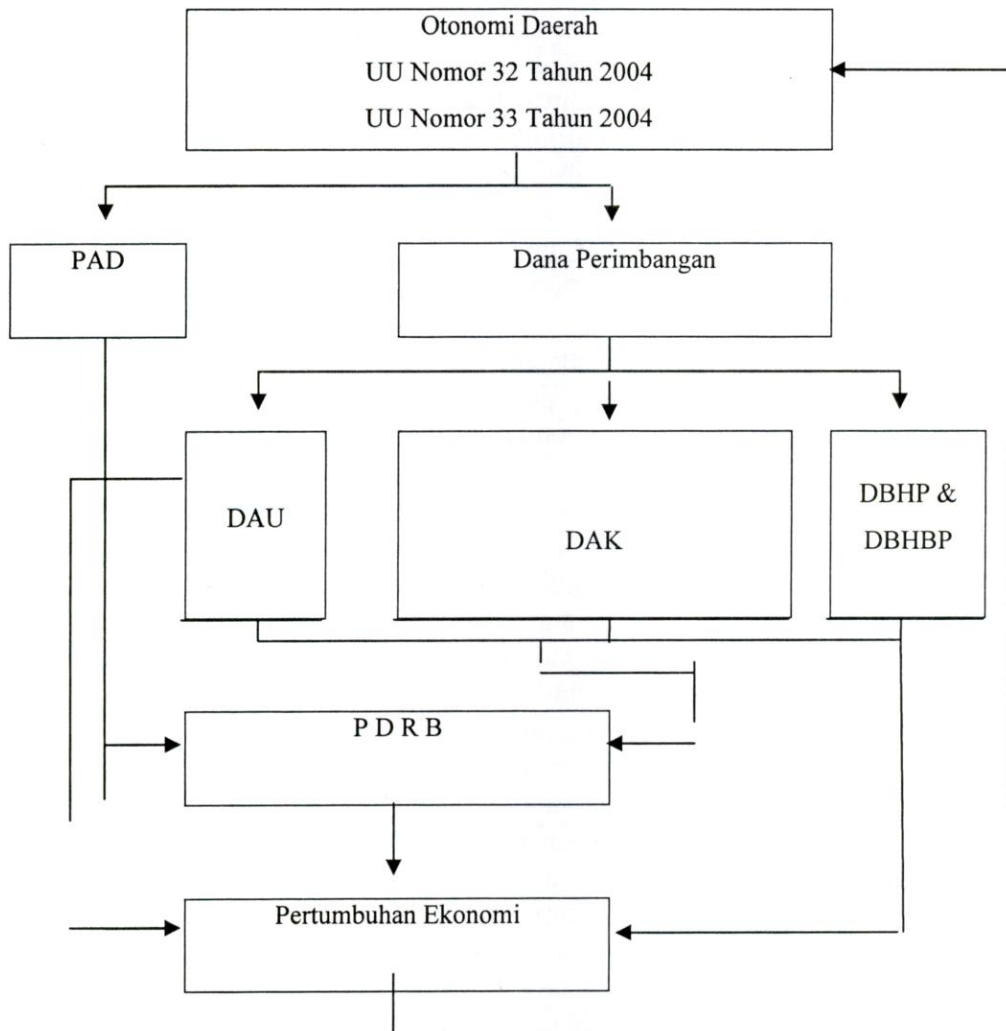 Otonomi Daerah
UU Nomor 32 Tahun 2004
UU Nomor 33 Tahun 2004
PAD
Dana Perimbangan
DAU
DAK
DBHP &
DBHBP
P D R B
Pertumbuhan Ekonomi